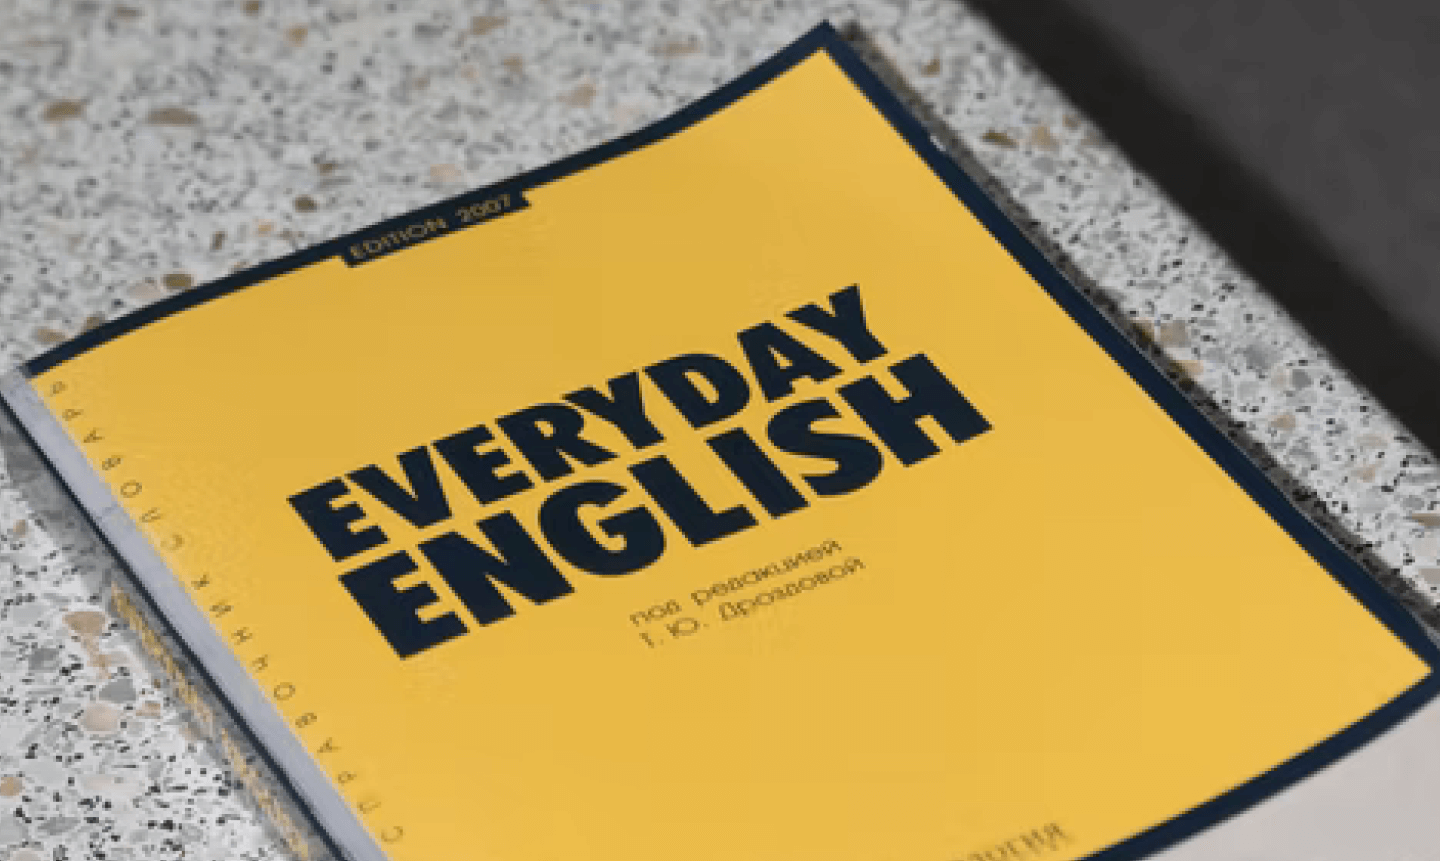 EDITION 2007
EVERYDAY
ENGLISH
под редакцией
Т. Ю. Дроздовой
СПРАВОЧНИК СЛОВАРЬ